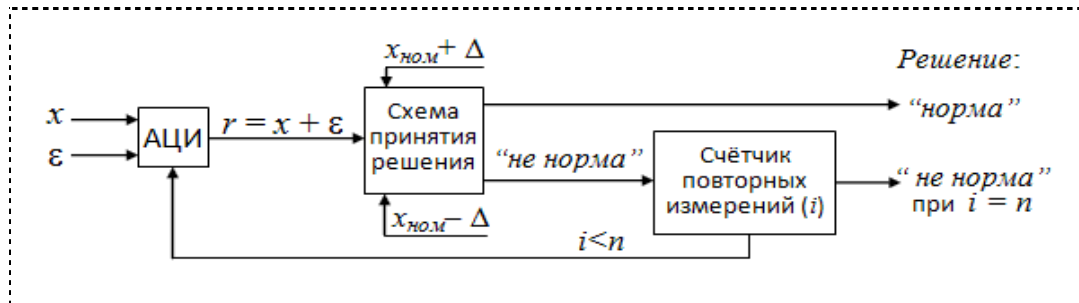 x_ном + Δ
Решение:
x
ε
АЦИ
r = x + ε
Схема
принятия
решения
“норма”
“не норма”
Счётчик
повторных
измерений (i)
“ не норма”
при i = n
x_ном − Δ
i<n